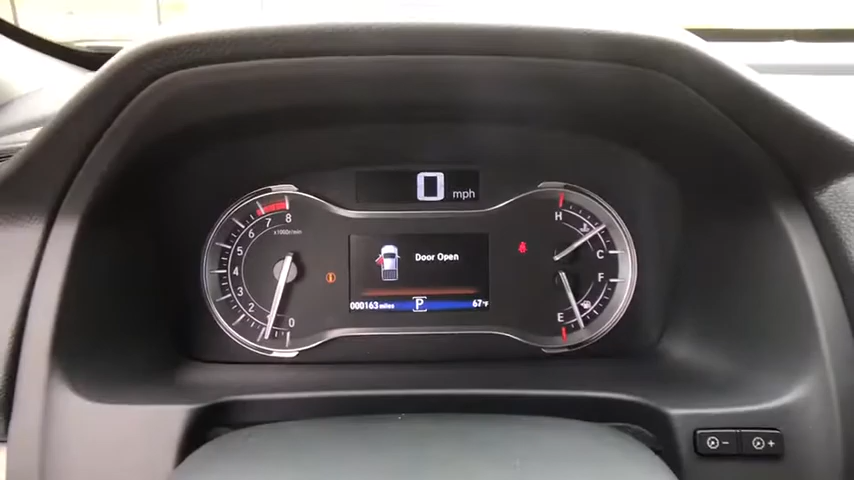 0 mph
8
7
6
5
4
3
2
1
0
x1000r/min
Door Open
000163 miles
P
67°F
H
C
F
E
−
+